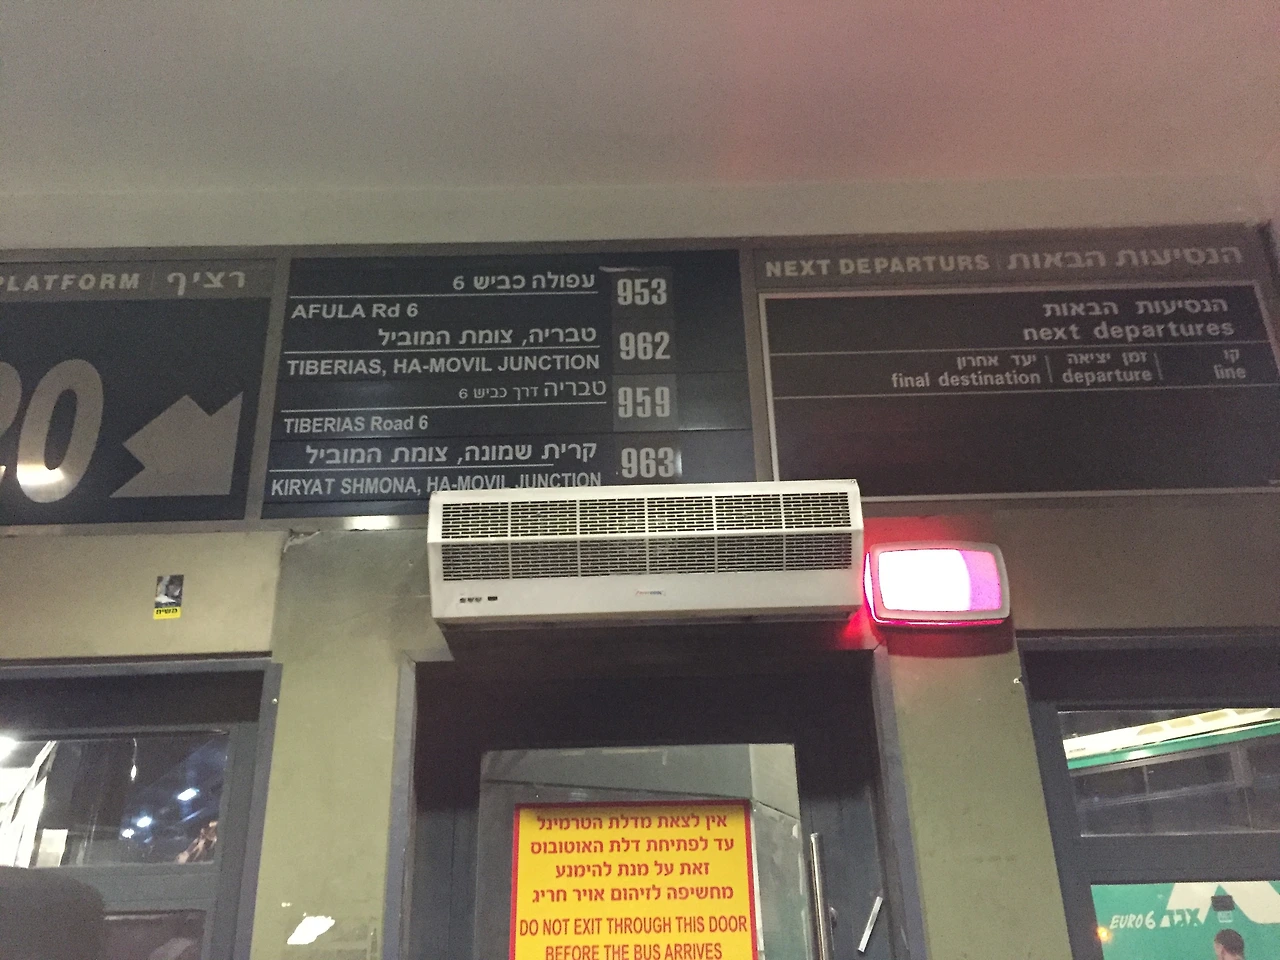 PLATFORM | רציף
עפולה כביש 6
AFULA Rd 6
953
טבריה, צומת המוביל
TIBERIAS, HA-MOVIL JUNCTION
962
טבריה דרך כביש 6
TIBERIAS Road 6
959
קרית שמונה, צומת המוביל
KIRYAT SHMONA, HA-MOVIL JUNCTION
963
NEXT DEPARTURS | הנסיעות הבאות
הנסיעות הבאות
next departures
קו | זמן יציאה | יעד אחרון
final destination | departure | line
משיח
אין לצאת מדלת הטרמינל
עד לפתיחת דלת האוטובוס
זאת על מנת להימנע
מחשיפה לזיהום אויר חריג
DO NOT EXIT THROUGH THIS DOOR
BEFORE THE BUS ARRIVES
EURO 6 אגד